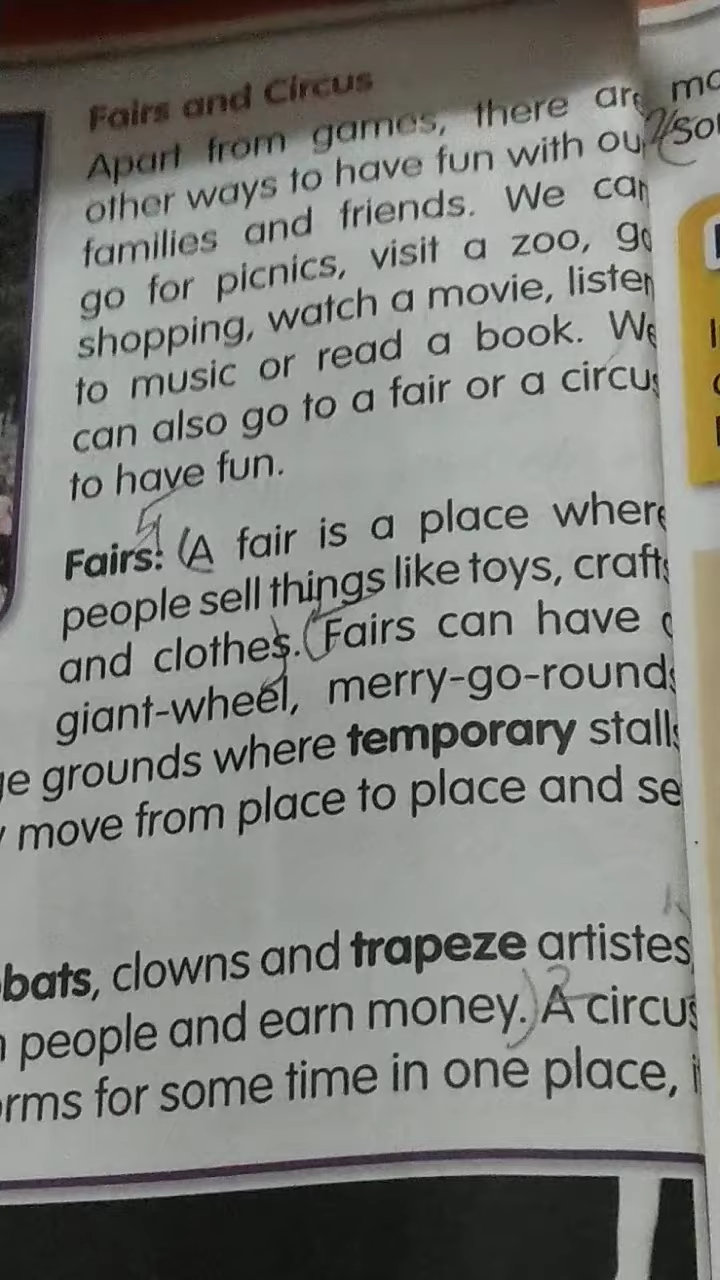 Fairs and Circus
Apart from games, there are
other ways to have fun with our
families and friends. We can
go for picnics, visit a zoo, go
shopping, watch a movie, listen
to music or read a book. We
can also go to a fair or a circus
to have fun.
Fairs: (A fair is a place where
people sell things like toys, crafts
and clothes. (Fairs can have
giant-wheel, merry-go-rounds
grounds where temporary stalls
move from place to place and
bats, clowns and trapeze artistes
people and earn money.) A circus
rms for some time in one place,